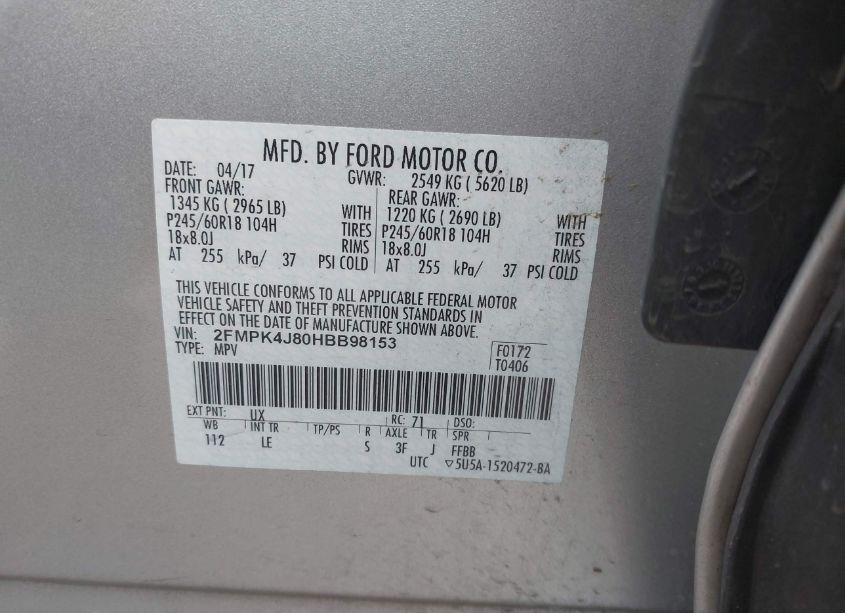 MFD. BY FORD MOTOR CO.
DATE: 04/17 GVWR: 2549 KG ( 5620 LB)
FRONT GAWR: REAR GAWR:
1345 KG ( 2965 LB) WITH 1220 KG ( 2690 LB) WITH
P245/60R18 104H TIRES P245/60R18 104H TIRES
18x8.0J RIMS 18x8.0J RIMS
AT 255 kPa/ 37 PSI COLD AT 255 kPa/ 37 PSI COLD
THIS VEHICLE CONFORMS TO ALL APPLICABLE FEDERAL MOTOR
VEHICLE SAFETY AND THEFT PREVENTION STANDARDS IN
EFFECT ON THE DATE OF MANUFACTURE SHOWN ABOVE.
VIN: 2FMPK4J80HBB98153
TYPE: MPV
F0172
T0406
EXT PNT: UX RC: 71 DSO:
WB INT TR TP/PS R AXLE TR SPR
112 LE S 3F J FFBB
UTC ▽5U5A-1520472-BA